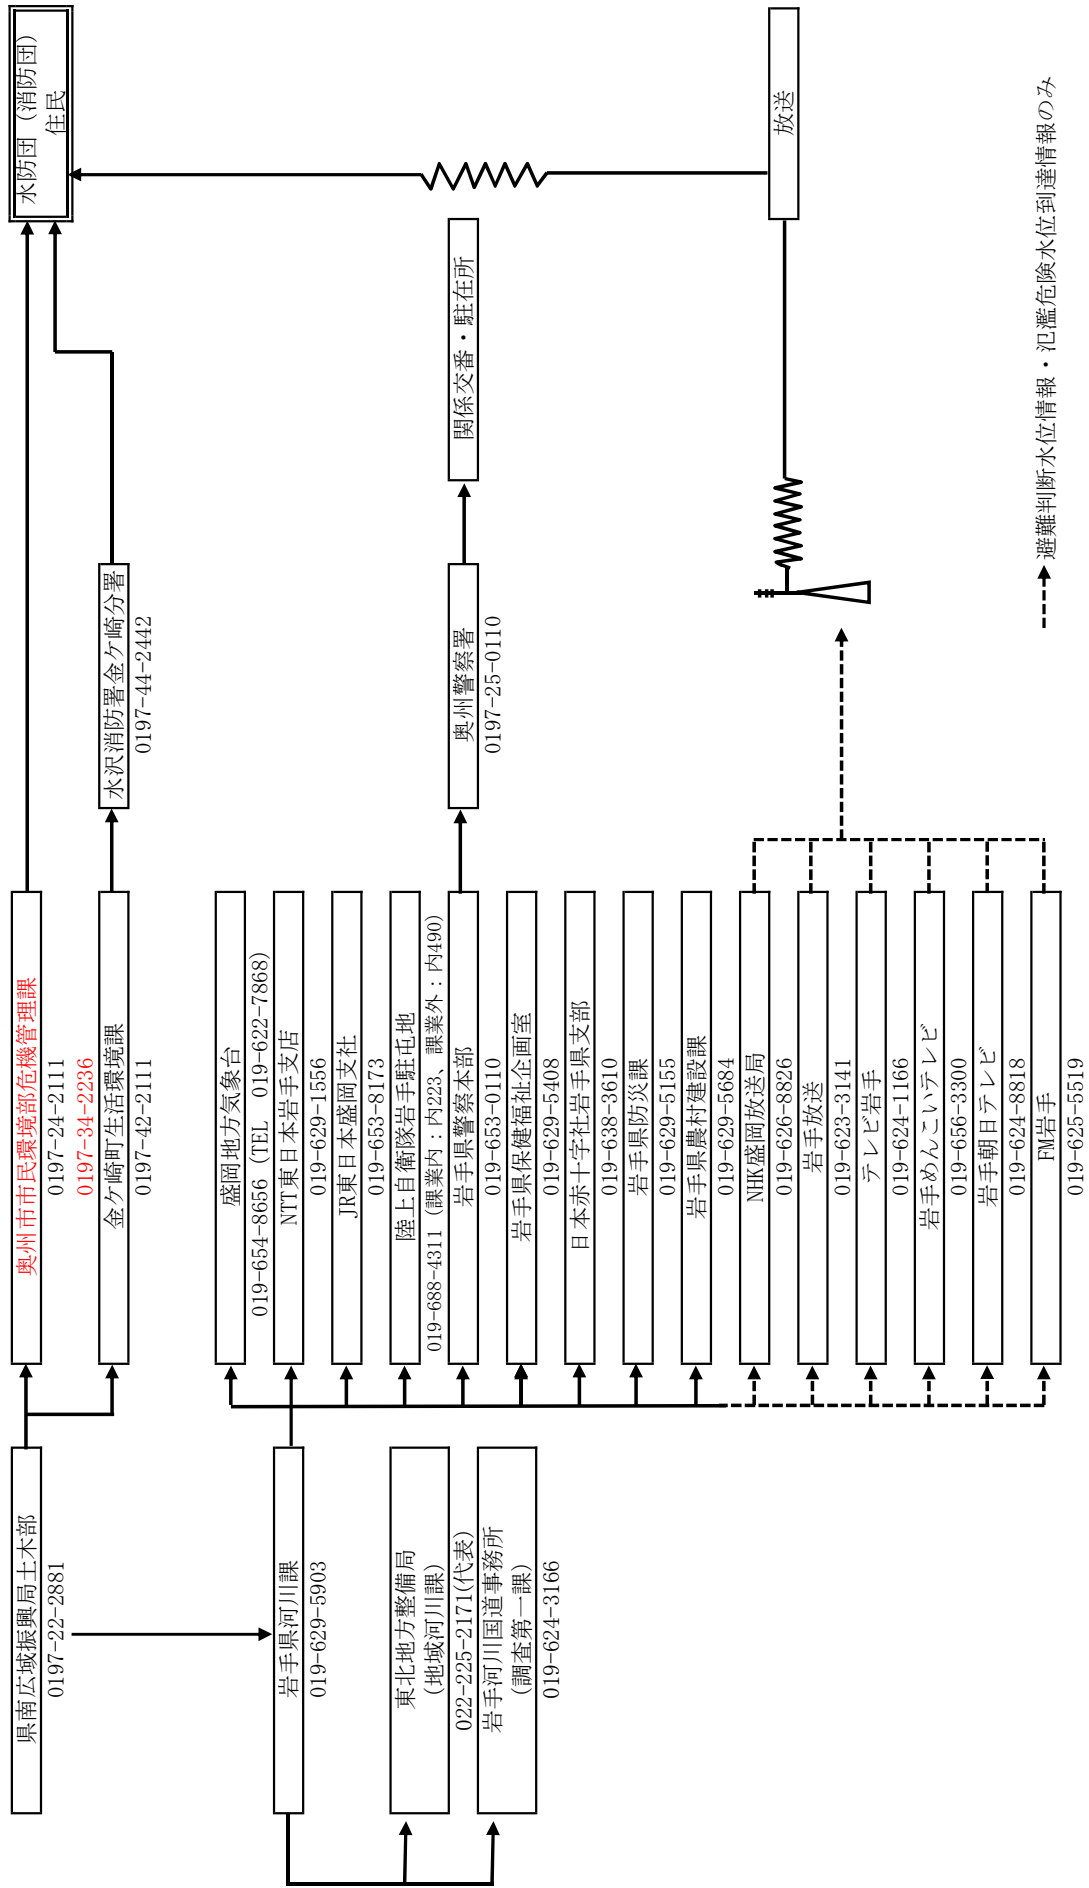 県南広域振興局土木部
0197-22-2881
岩手県河川課
019-629-5903
東北地方整備局
(地域河川課)
022-225-2171(代表)
岩手河川国道事務所
(調査第一課)
019-624-3166
奥州市市民環境部危機管理課
0197-24-2111
0197-34-2236
金ケ崎町生活環境課
0197-42-2111
盛岡地方気象台
019-654-8656 (TEL 019-622-7868)
NTT東日本岩手支店
019-629-1556
JR東日本盛岡支社
019-653-8173
陸上自衛隊岩手駐屯地
019-688-4311 (課業内：内223、課業外：内490)
岩手県警察本部
019-653-0110
岩手県保健福祉企画室
019-629-5408
日本赤十字社岩手県支部
019-638-3610
岩手県防災課
019-629-5155
岩手県農村建設課
019-629-5684
NHK盛岡放送局
019-626-8826
岩手放送
019-623-3141
テレビ岩手
019-624-1166
岩手めんこいテレビ
019-656-3300
岩手朝日テレビ
019-624-8818
FM岩手
019-625-5519
水沢消防署金ケ崎分署
0197-44-2442
奥州警察署
0197-25-0110
関係交番・駐在所
水防団（消防団）
住民
放送
避難判断水位情報・氾濫危険水位到達情報のみ